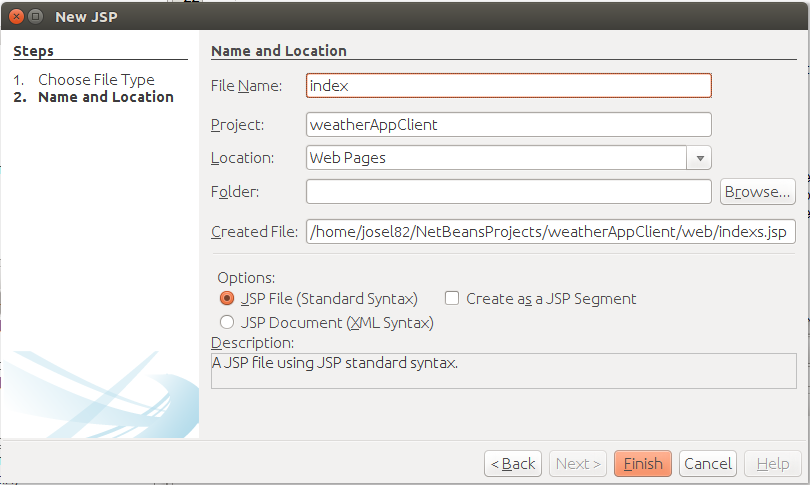 New JSP
Steps
1. Choose File Type
2. Name and Location
Name and Location
File Name: index
Project: weatherAppClient
Location: Web Pages
Folder: Browse...
Created File: /home/josel82/NetBeansProjects/weatherAppClient/web/indexs.jsp
Options:
JSP File (Standard Syntax) Create as a JSP Segment
JSP Document (XML Syntax)
Description:
A JSP file using JSP standard syntax.
< Back Next > Finish Cancel Help